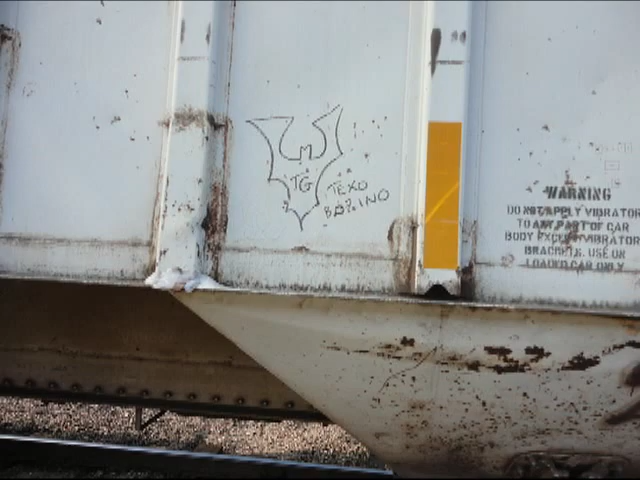 TG
TEXO
WARNING
DO NOT APPLY VIBRATOR
TO ANY PART OF CAR
BODY EXCEPT VIBRATOR
BRACKETS. USE ON
LOADED CAR ONLY